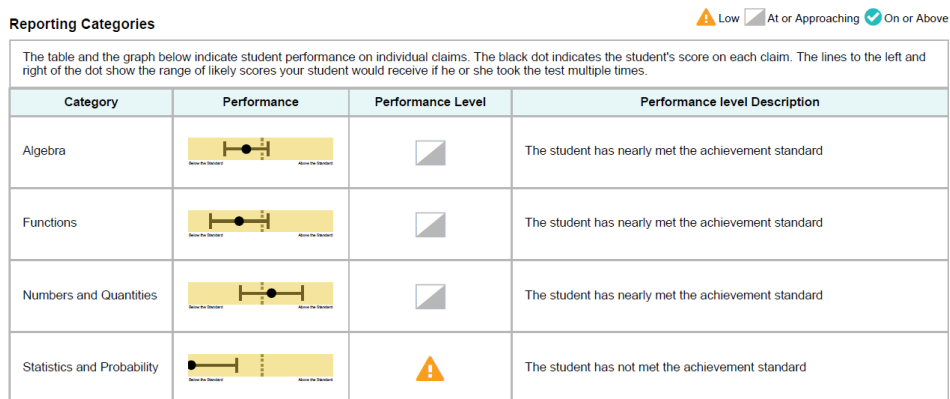 Reporting Categories
Low At or Approaching On or Above
The table and the graph below indicate student performance on individual claims. The black dot indicates the student's score on each claim. The lines to the left and
right of the dot show the range of likely scores your student would receive if he or she took the test multiple times.
Category Performance Performance Level Performance level Description
Algebra
Below the Standard Above the Standard
The student has nearly met the achievement standard
Functions
Below the Standard Above the Standard
The student has nearly met the achievement standard
Numbers and Quantities
Below the Standard Above the Standard
The student has nearly met the achievement standard
Statistics and Probability
Below the Standard Above the Standard
The student has not met the achievement standard